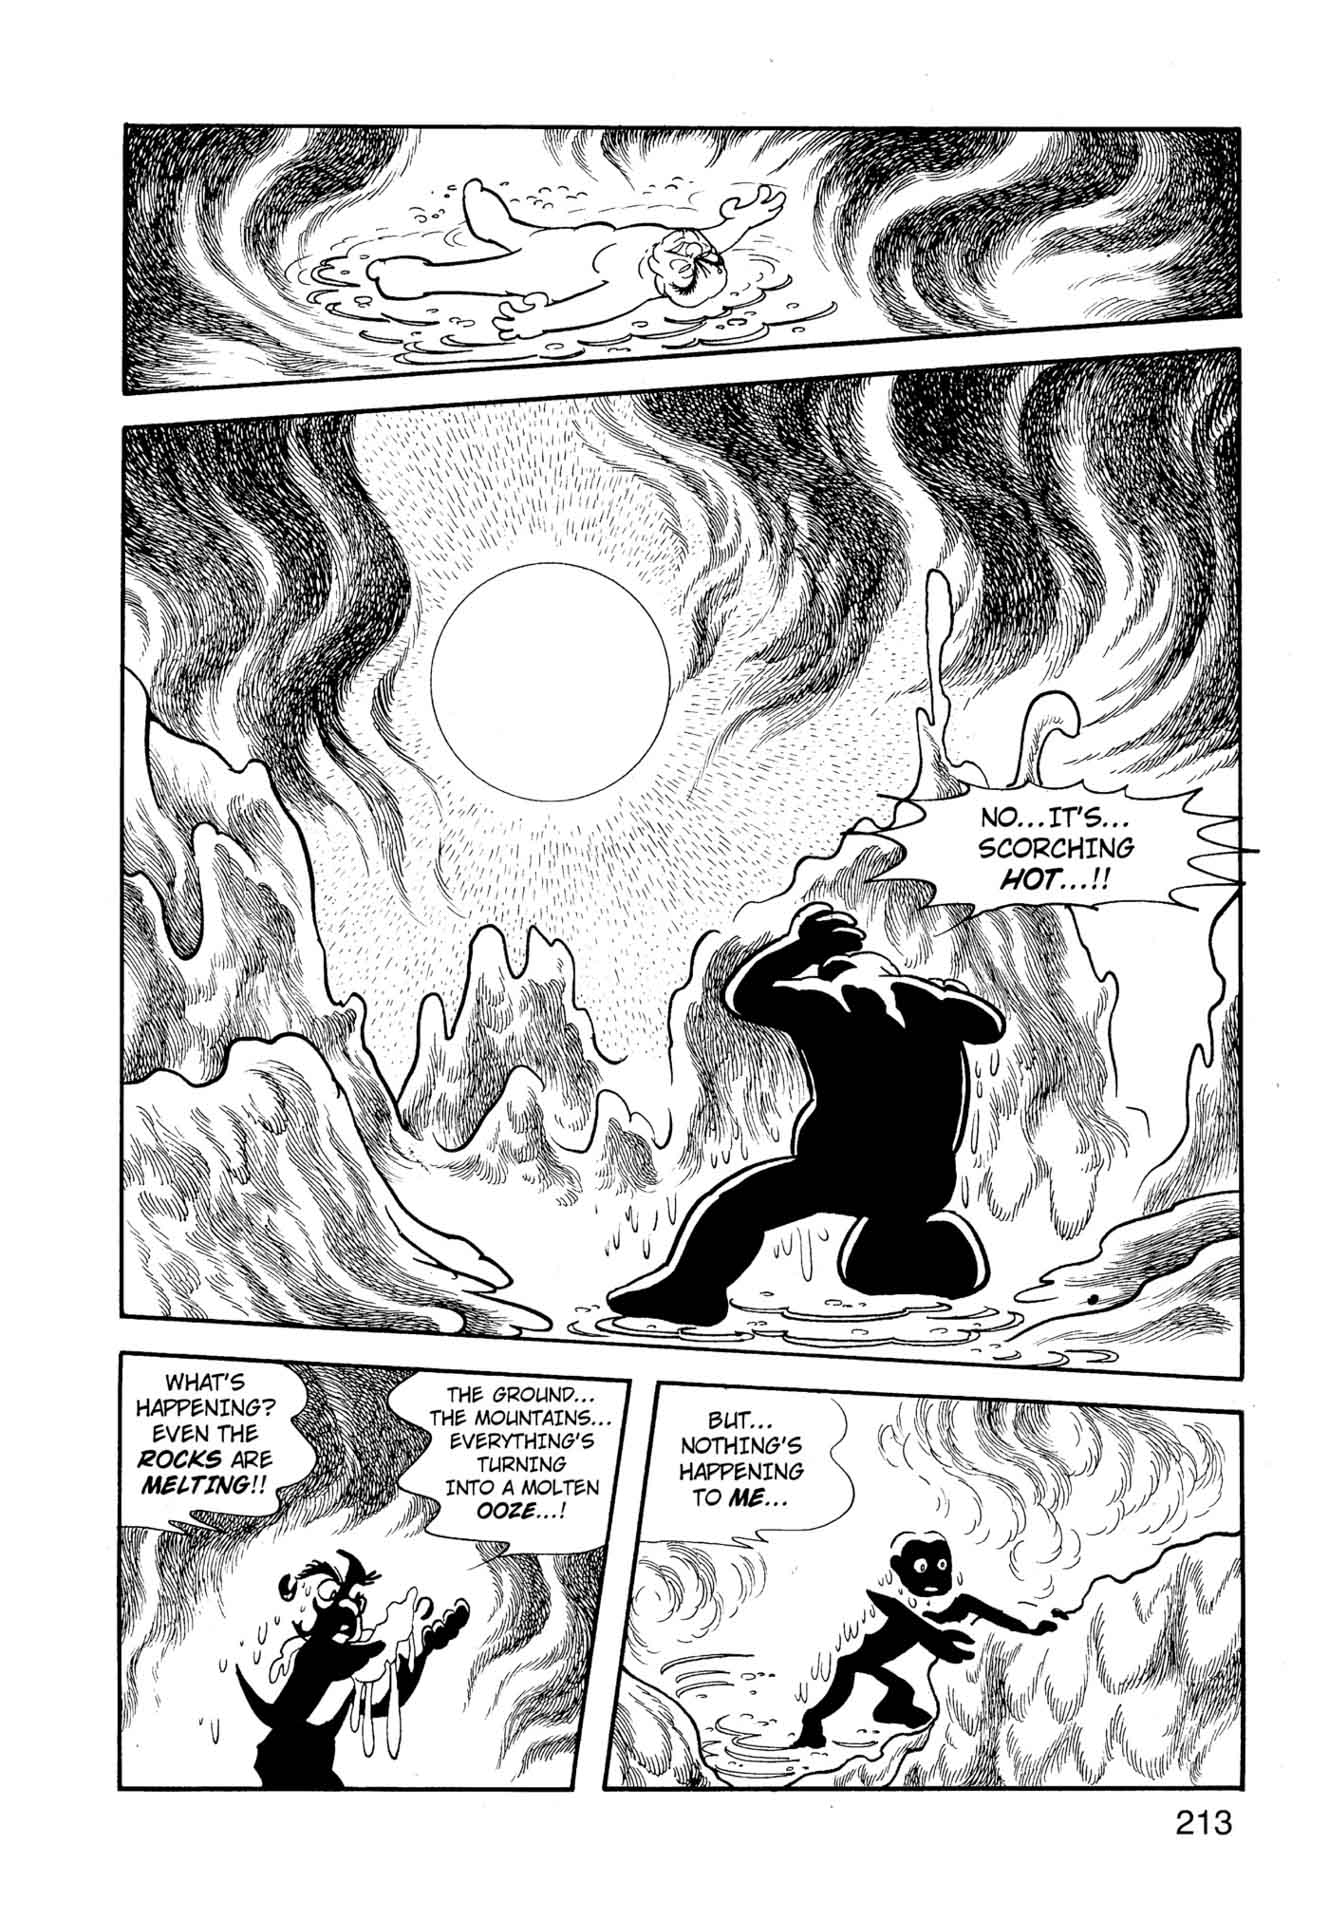 NO...IT'S...
SCORCHING
HOT...!!
WHAT'S
HAPPENING?
EVEN THE
ROCKS ARE
MELTING!!
THE GROUND...
THE MOUNTAINS...
EVERYTHING'S
TURNING
INTO A MOLTEN
OOZE...!
BUT...
NOTHING'S
HAPPENING
TO ME...
213